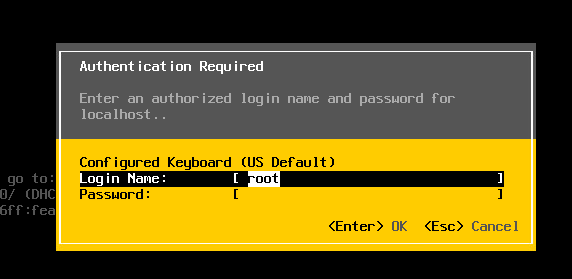 Authentication Required
Enter an authorized login name and password for
localhost..
Configured Keyboard (US Default)
go to:
Login Name: [ root ]
0/ (DHC
Password: [ ]
6ff:fea
<Enter> OK <Esc> Cancel